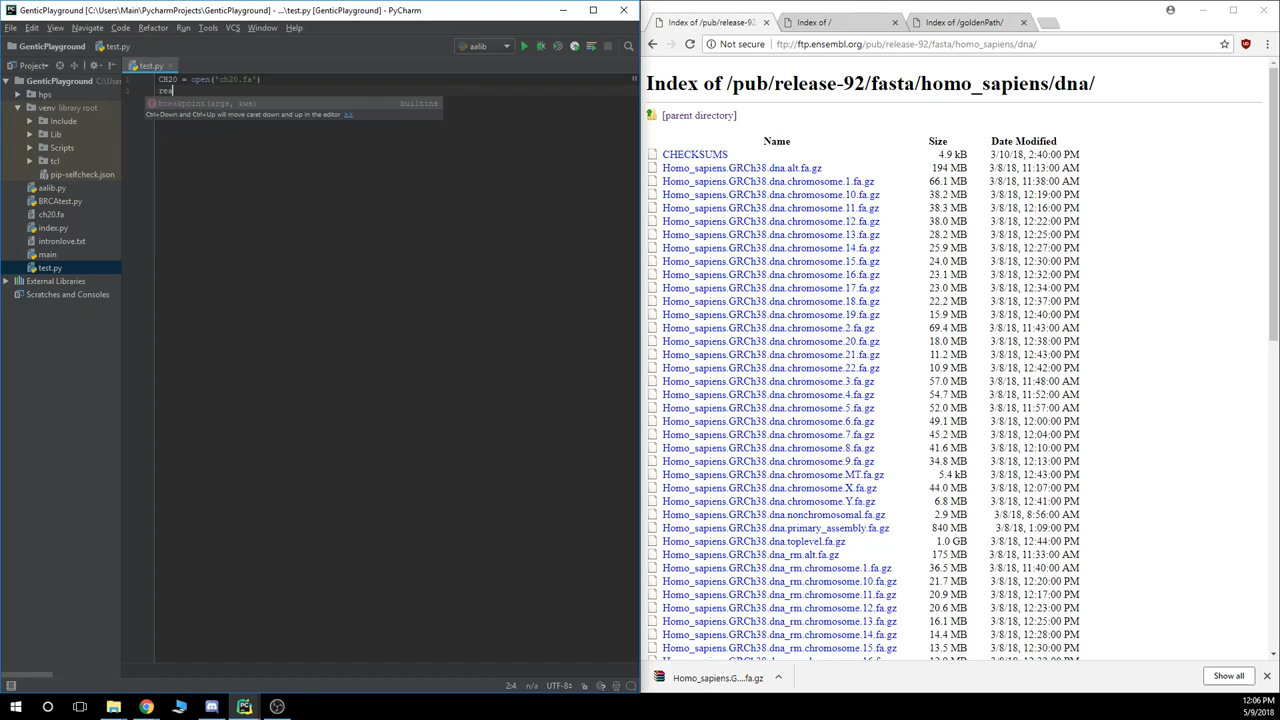 GenticPlayground [C:\Users\Main\PycharmProjects\GenticPlayground] - ...\test.py [GenticPlayground] - PyCharm
File Edit View Navigate Code Refactor Run Tools VCS Window Help
GenticPlayground test.py
aalib
Project
test.py
GenticPlayground C:\Users
hps
venv library root
Include
Lib
Scripts
tcl
pip-selfcheck.json
aalib.py
BRCAtest.py
ch20.fa
index.py
intronlove.txt
main
test.py
External Libraries
Scratches and Consoles
1 CH20 = open('ch20.fa')
2 rea
breakpoint(args, kws) builtins
Ctrl+Down and Ctrl+Up will move caret down and up in the editor >>
2:4 n/a UTF-8
Index of /pub/release-92 Index of / Index of /goldenPath/
Not secure ftp.ensembl.org/pub/release-92/fasta/homo_sapiens/dna/
Index of /pub/release-92/fasta/homo_sapiens/dna/
[parent directory]
Name Size Date Modified
CHECKSUMS 4.9 kB 3/10/18, 2:40:00 PM
Homo_sapiens.GRCh38.dna.alt.fa.gz 194 MB 3/8/18, 11:13:00 AM
Homo_sapiens.GRCh38.dna.chromosome.1.fa.gz 66.1 MB 3/8/18, 11:38:00 AM
Homo_sapiens.GRCh38.dna.chromosome.10.fa.gz 38.2 MB 3/8/18, 12:19:00 PM
Homo_sapiens.GRCh38.dna.chromosome.11.fa.gz 38.3 MB 3/8/18, 12:16:00 PM
Homo_sapiens.GRCh38.dna.chromosome.12.fa.gz 38.0 MB 3/8/18, 12:22:00 PM
Homo_sapiens.GRCh38.dna.chromosome.13.fa.gz 28.2 MB 3/8/18, 12:25:00 PM
Homo_sapiens.GRCh38.dna.chromosome.14.fa.gz 25.9 MB 3/8/18, 12:27:00 PM
Homo_sapiens.GRCh38.dna.chromosome.15.fa.gz 24.0 MB 3/8/18, 12:30:00 PM
Homo_sapiens.GRCh38.dna.chromosome.16.fa.gz 23.1 MB 3/8/18, 12:32:00 PM
Homo_sapiens.GRCh38.dna.chromosome.17.fa.gz 23.0 MB 3/8/18, 12:34:00 PM
Homo_sapiens.GRCh38.dna.chromosome.18.fa.gz 22.2 MB 3/8/18, 12:37:00 PM
Homo_sapiens.GRCh38.dna.chromosome.19.fa.gz 15.9 MB 3/8/18, 12:40:00 PM
Homo_sapiens.GRCh38.dna.chromosome.2.fa.gz 69.4 MB 3/8/18, 11:43:00 AM
Homo_sapiens.GRCh38.dna.chromosome.20.fa.gz 18.0 MB 3/8/18, 12:38:00 PM
Homo_sapiens.GRCh38.dna.chromosome.21.fa.gz 11.2 MB 3/8/18, 12:43:00 PM
Homo_sapiens.GRCh38.dna.chromosome.22.fa.gz 10.9 MB 3/8/18, 12:42:00 PM
Homo_sapiens.GRCh38.dna.chromosome.3.fa.gz 57.0 MB 3/8/18, 11:48:00 AM
Homo_sapiens.GRCh38.dna.chromosome.4.fa.gz 54.7 MB 3/8/18, 11:52:00 AM
Homo_sapiens.GRCh38.dna.chromosome.5.fa.gz 52.0 MB 3/8/18, 11:57:00 AM
Homo_sapiens.GRCh38.dna.chromosome.6.fa.gz 49.1 MB 3/8/18, 12:00:00 PM
Homo_sapiens.GRCh38.dna.chromosome.7.fa.gz 45.2 MB 3/8/18, 12:04:00 PM
Homo_sapiens.GRCh38.dna.chromosome.8.fa.gz 41.6 MB 3/8/18, 12:10:00 PM
Homo_sapiens.GRCh38.dna.chromosome.9.fa.gz 34.8 MB 3/8/18, 12:13:00 PM
Homo_sapiens.GRCh38.dna.chromosome.MT.fa.gz 5.4 kB 3/8/18, 12:43:00 PM
Homo_sapiens.GRCh38.dna.chromosome.X.fa.gz 44.0 MB 3/8/18, 12:07:00 PM
Homo_sapiens.GRCh38.dna.chromosome.Y.fa.gz 6.8 MB 3/8/18, 12:41:00 PM
Homo_sapiens.GRCh38.dna.nonchromosomal.fa.gz 2.9 MB 3/8/18, 8:56:00 AM
Homo_sapiens.GRCh38.dna.primary_assembly.fa.gz 840 MB 3/8/18, 1:09:00 PM
Homo_sapiens.GRCh38.dna.toplevel.fa.gz 1.0 GB 3/8/18, 12:44:00 PM
Homo_sapiens.GRCh38.dna_rm.alt.fa.gz 175 MB 3/8/18, 11:33:00 AM
Homo_sapiens.GRCh38.dna_rm.chromosome.1.fa.gz 36.5 MB 3/8/18, 11:40:00 AM
Homo_sapiens.GRCh38.dna_rm.chromosome.10.fa.gz 21.7 MB 3/8/18, 12:20:00 PM
Homo_sapiens.GRCh38.dna_rm.chromosome.11.fa.gz 20.9 MB 3/8/18, 12:17:00 PM
Homo_sapiens.GRCh38.dna_rm.chromosome.12.fa.gz 20.6 MB 3/8/18, 12:23:00 PM
Homo_sapiens.GRCh38.dna_rm.chromosome.13.fa.gz 16.1 MB 3/8/18, 12:25:00 PM
Homo_sapiens.GRCh38.dna_rm.chromosome.14.fa.gz 14.4 MB 3/8/18, 12:28:00 PM
Homo_sapiens.GRCh38.dna_rm.chromosome.15.fa.gz 13.5 MB 3/8/18, 12:31:00 PM
Homo_sapiens.G....fa.gz Show all
12:06 PM
5/9/2018